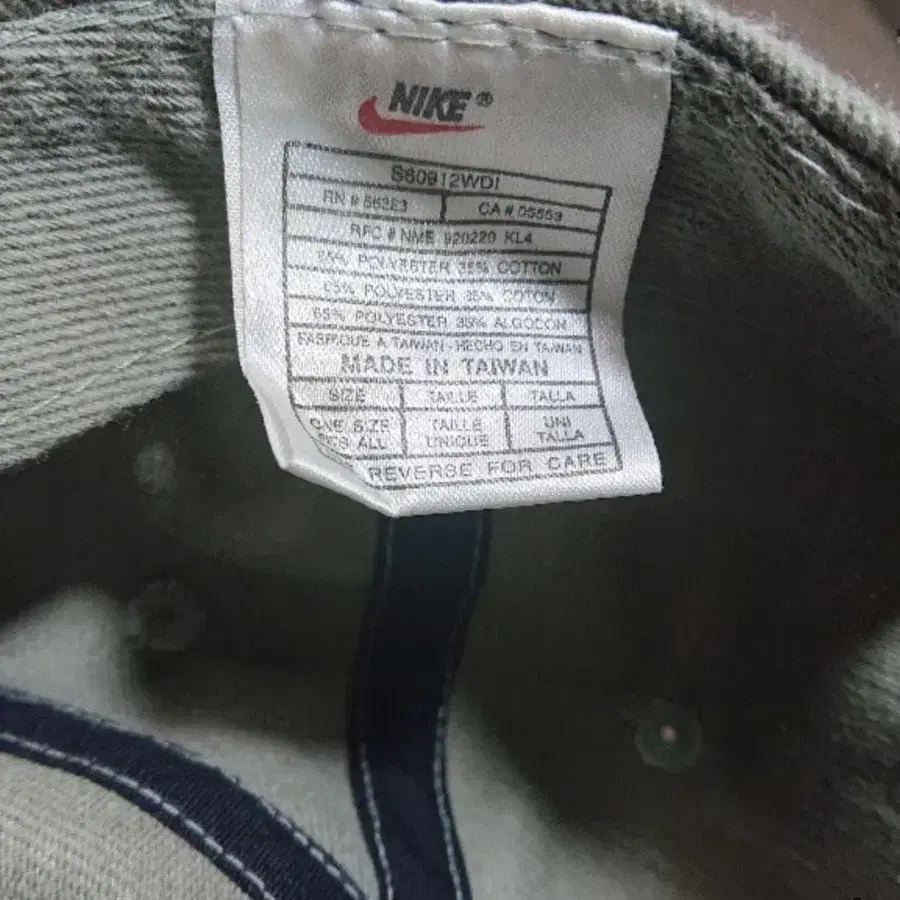 NIKE®
S60912WDI
RN # 56323 CA # 05553
RFC # NME 920220 KL4
65% POLYESTER 35% COTTON
65% POLYESTER 35% COTON
65% POLYESTER 35% ALGODON
FABRIQUE A TAIWAN - HECHO EN TAIWAN
MADE IN TAIWAN
SIZE TAILLE TALLA
ONE SIZE TAILLE UNI
ALL UNIQUE TALLA
REVERSE FOR CARE